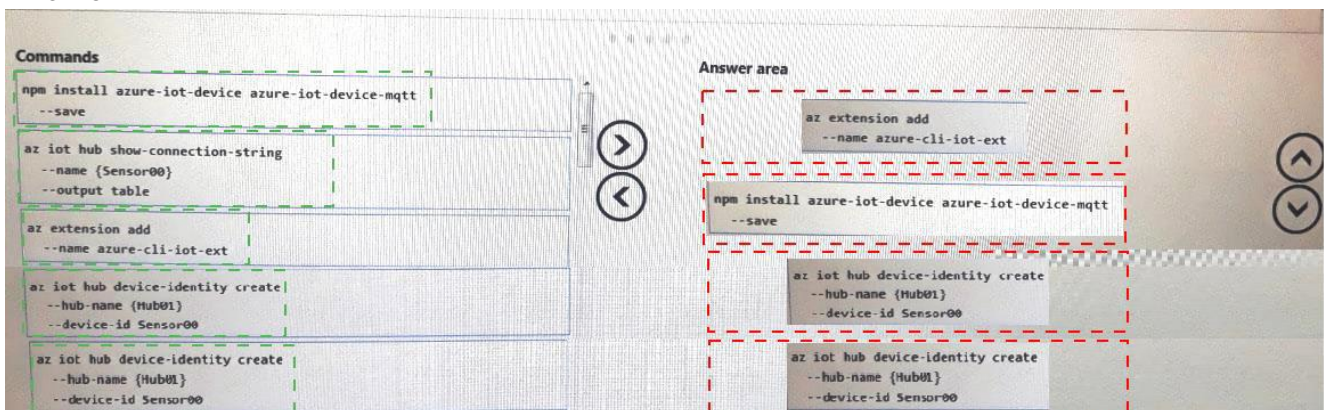 Commands
npm install azure-iot-device azure-iot-device-mqtt
--save
az iot hub show-connection-string
--name {Sensor00}
--output table
az extension add
--name azure-cli-iot-ext
az iot hub device-identity create
--hub-name {Hub01}
--device-id Sensor00
az iot hub device-identity create
--hub-name {Hub01}
--device-id Sensor00
Answer area
az extension add
--name azure-cli-iot-ext
npm install azure-iot-device azure-iot-device-mqtt
--save
az iot hub device-identity create
--hub-name {Hub01}
--device-id Sensor00
az iot hub device-identity create
--hub-name {Hub01}
--device-id Sensor00